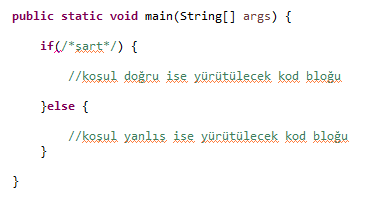 public static void main(String[] args) {
if(/*şart*/) {
//koşul doğru ise yürütülecek kod bloğu
}else {
//koşul yanlış ise yürütülecek kod bloğu
}
}